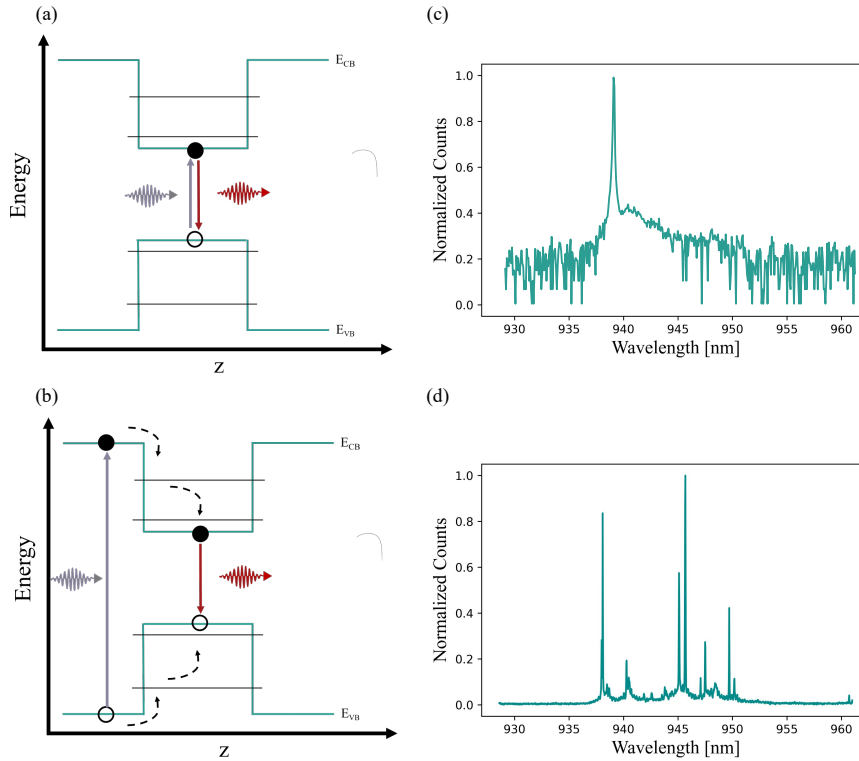 (a)
E_CB
Energy
E_VB
z
(c)
1.0
0.8
0.6
0.4
0.2
0.0
Normalized Counts
930 935 940 945 950 955 960
Wavelength [nm]
(b)
E_CB
Energy
E_VB
z
(d)
1.0
0.8
0.6
0.4
0.2
0.0
Normalized Counts
930 935 940 945 950 955 960
Wavelength [nm]